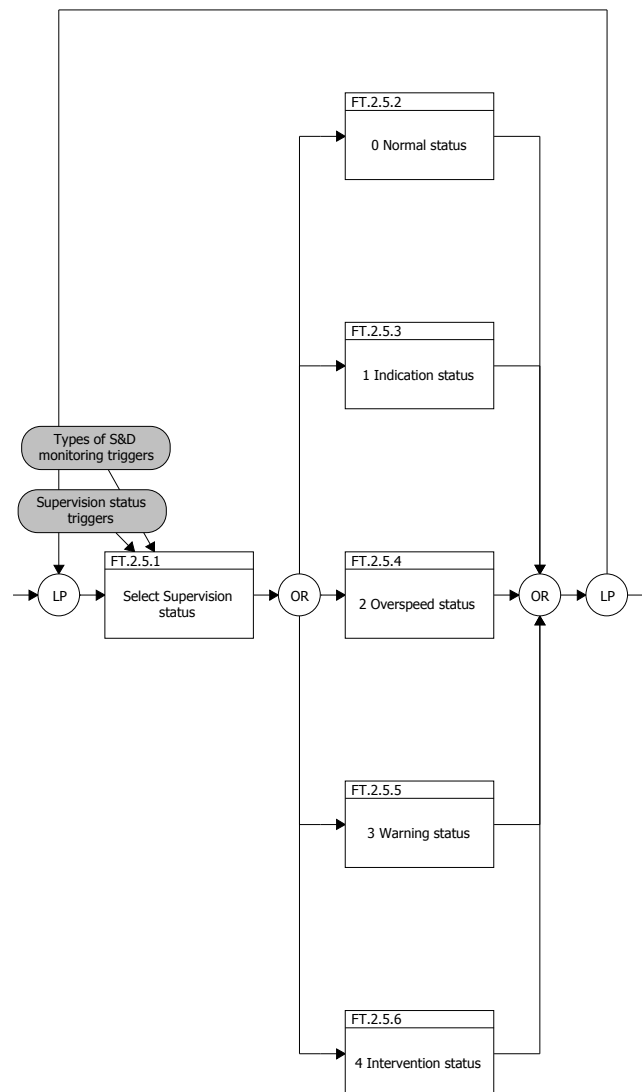 FT.2.5.2
0 Normal status
FT.2.5.3
1 Indication status
Types of S&D
monitoring triggers
Supervision status
triggers
FT.2.5.1
Select Supervision
status
LP
OR
FT.2.5.4
2 Overspeed status
OR
LP
FT.2.5.5
3 Warning status
FT.2.5.6
4 Intervention status